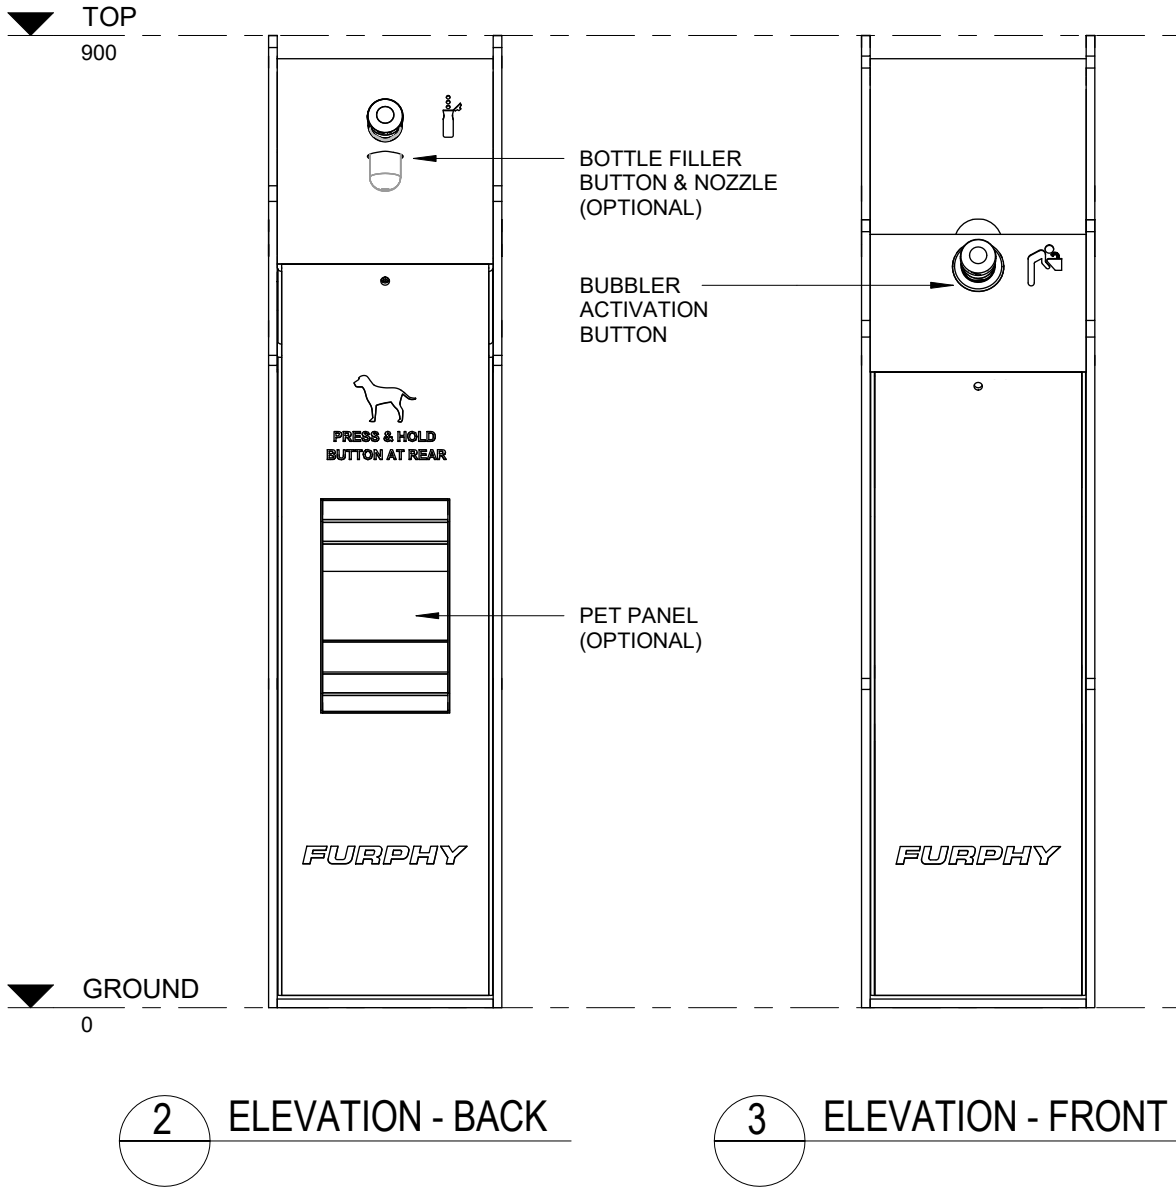 TOP
900
BOTTLE FILLER
BUTTON & NOZZLE
(OPTIONAL)
BUBBLER
ACTIVATION
BUTTON
PRESS & HOLD
BUTTON AT REAR
PET PANEL
(OPTIONAL)
FURPHY
FURPHY
GROUND
0
2 ELEVATION - BACK
3 ELEVATION - FRONT